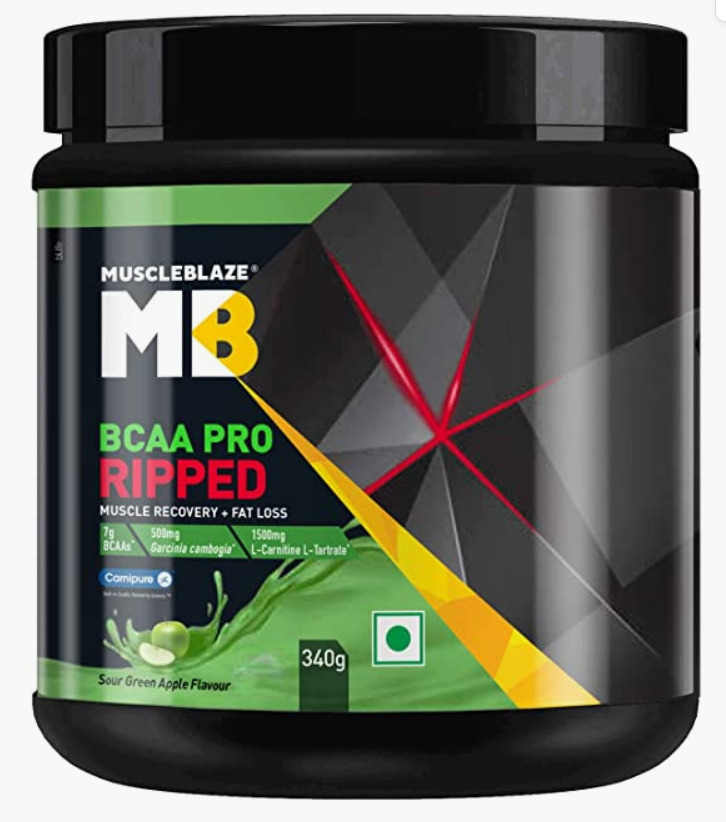 bLife
MUSCLEBLAZE®
MB
BCAA PRO
RIPPED
MUSCLE RECOVERY + FAT LOSS
7g
BCAAs*
500mg
Garcinia cambogia*
1500mg
L-Carnitine L-Tartrate*
Carnipure
Sour Green Apple Flavour
340g